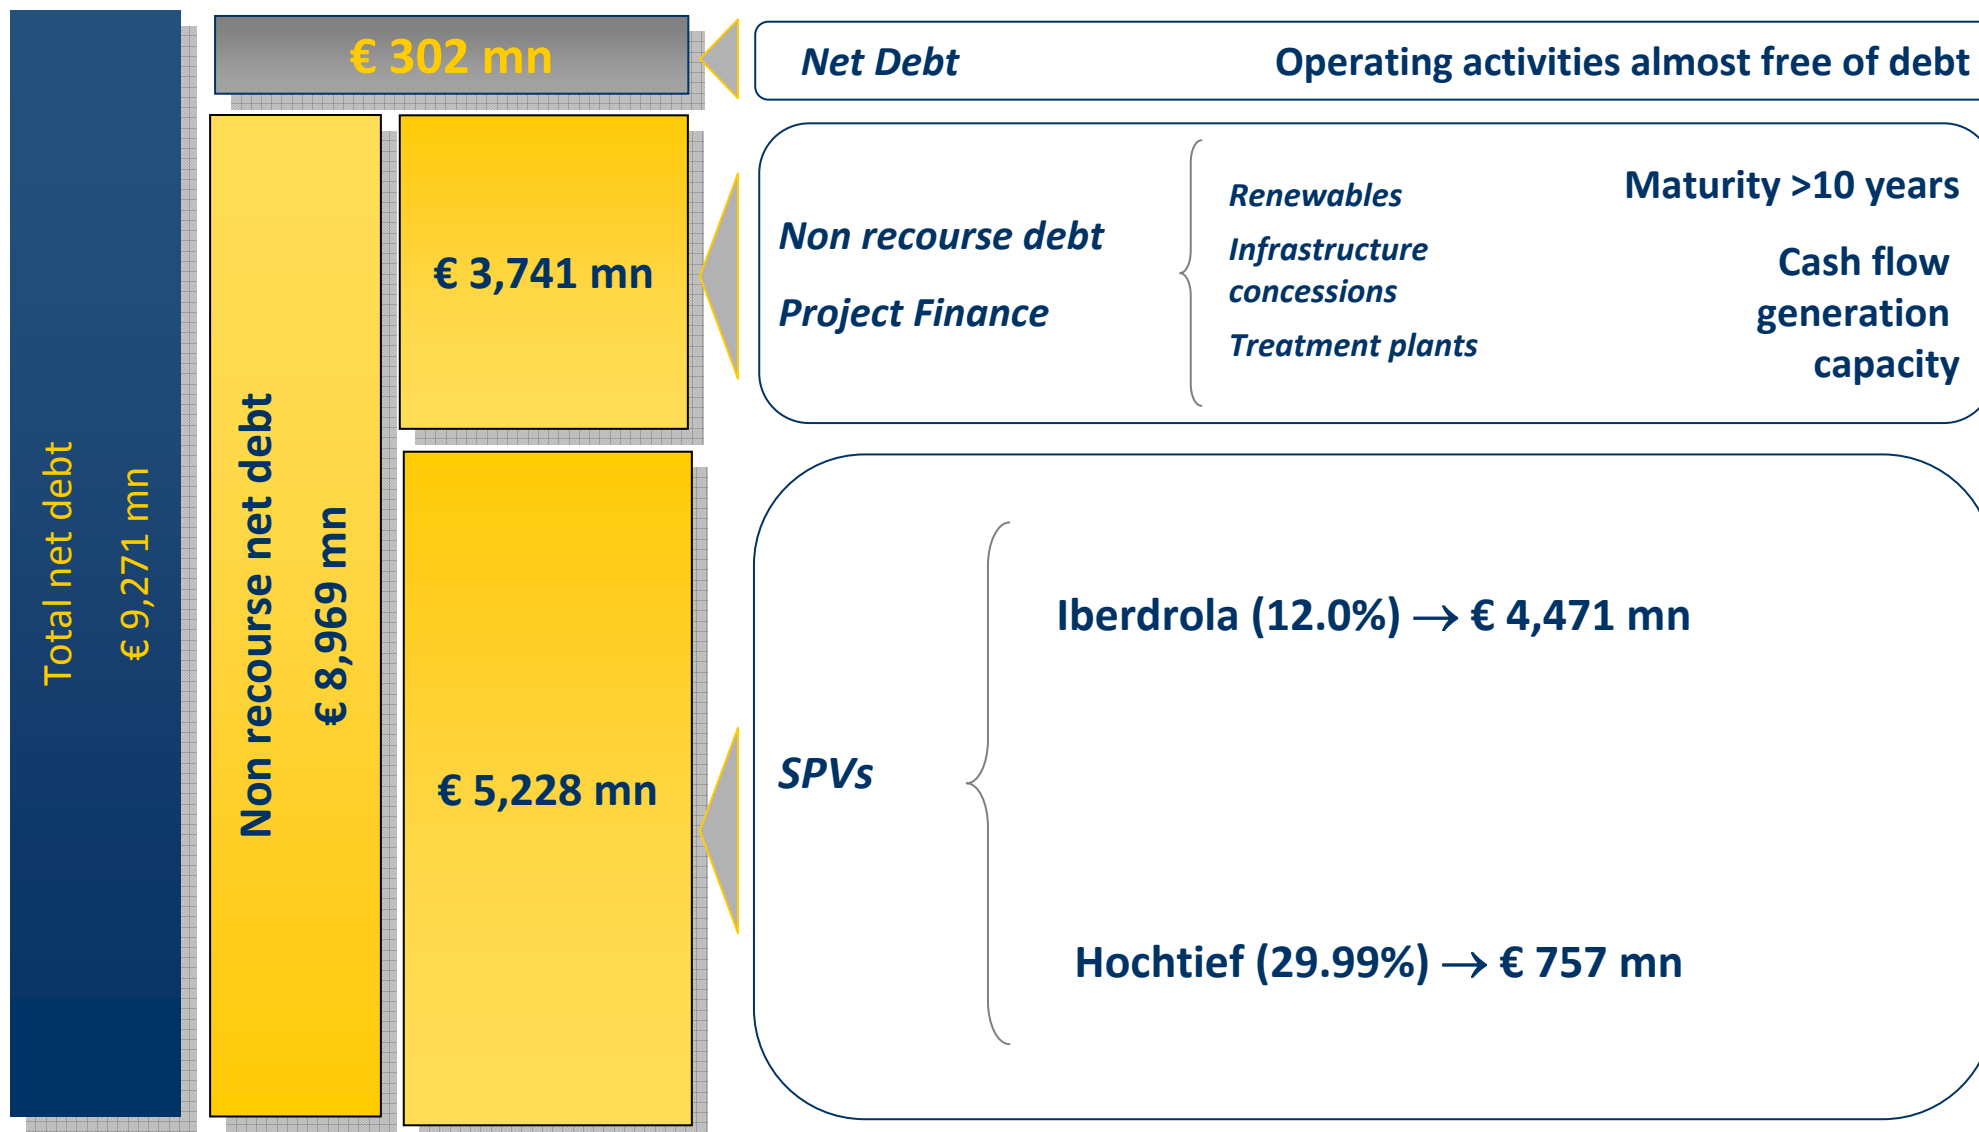 Total net debt
€ 9,271 mn
Non recourse net debt
€ 8,969 mn
€ 302 mn
Net Debt
Operating activities almost free of debt
€ 3,741 mn
Non recourse debt
Project Finance
Renewables
Infrastructure
concessions
Treatment plants
Maturity >10 years
Cash flow
generation
capacity
€ 5,228 mn
SPVs
Iberdrola (12.0%) → € 4,471 mn
Hochtief (29.99%) → € 757 mn